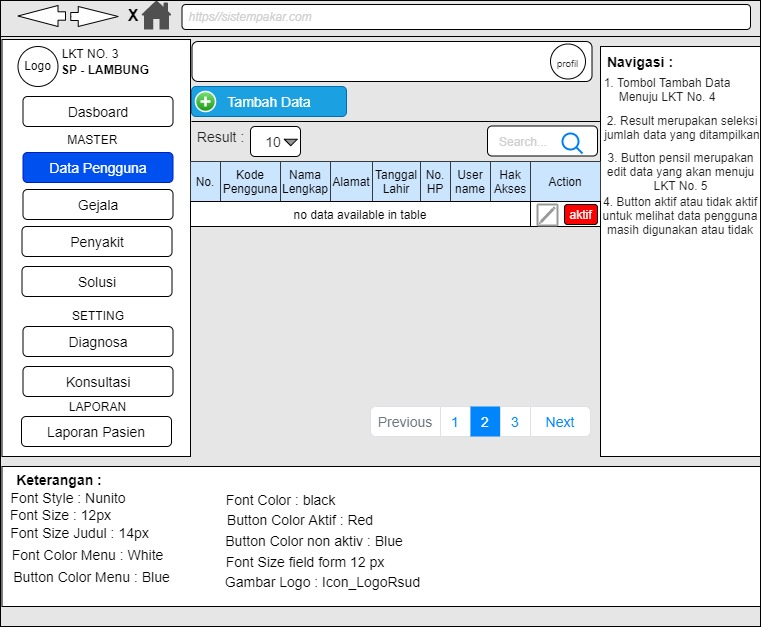 X
https//sistempakar.com
Logo
LKT NO. 3
SP - LAMBUNG
Dasboard
MASTER
Data Pengguna
Gejala
Penyakit
Solusi
SETTING
Diagnosa
Konsultasi
LAPORAN
Laporan Pasien
profil
Tambah Data
Result :
10
Search...
No.
Kode
Pengguna
Nama
Lengkap
Alamat
Tanggal
Lahir
No.
HP
User
name
Hak
Akses
Action
no data available in table
aktif
Previous
1
2
3
Next
Navigasi :
1. Tombol Tambah Data
Menuju LKT No. 4
2. Result merupakan seleksi
jumlah data yang ditampilkan
3. Button pensil merupakan
edit data yang akan menuju
LKT No. 5
4. Button aktif atau tidak aktif
untuk melihat data pengguna
masih digunakan atau tidak
Keterangan :
Font Style : Nunito
Font Size : 12px
Font Size Judul : 14px
Font Color Menu : White
Button Color Menu : Blue
Font Color : black
Button Color Aktif : Red
Button Color non aktiv : Blue
Font Size field form 12 px
Gambar Logo : Icon_LogoRsud